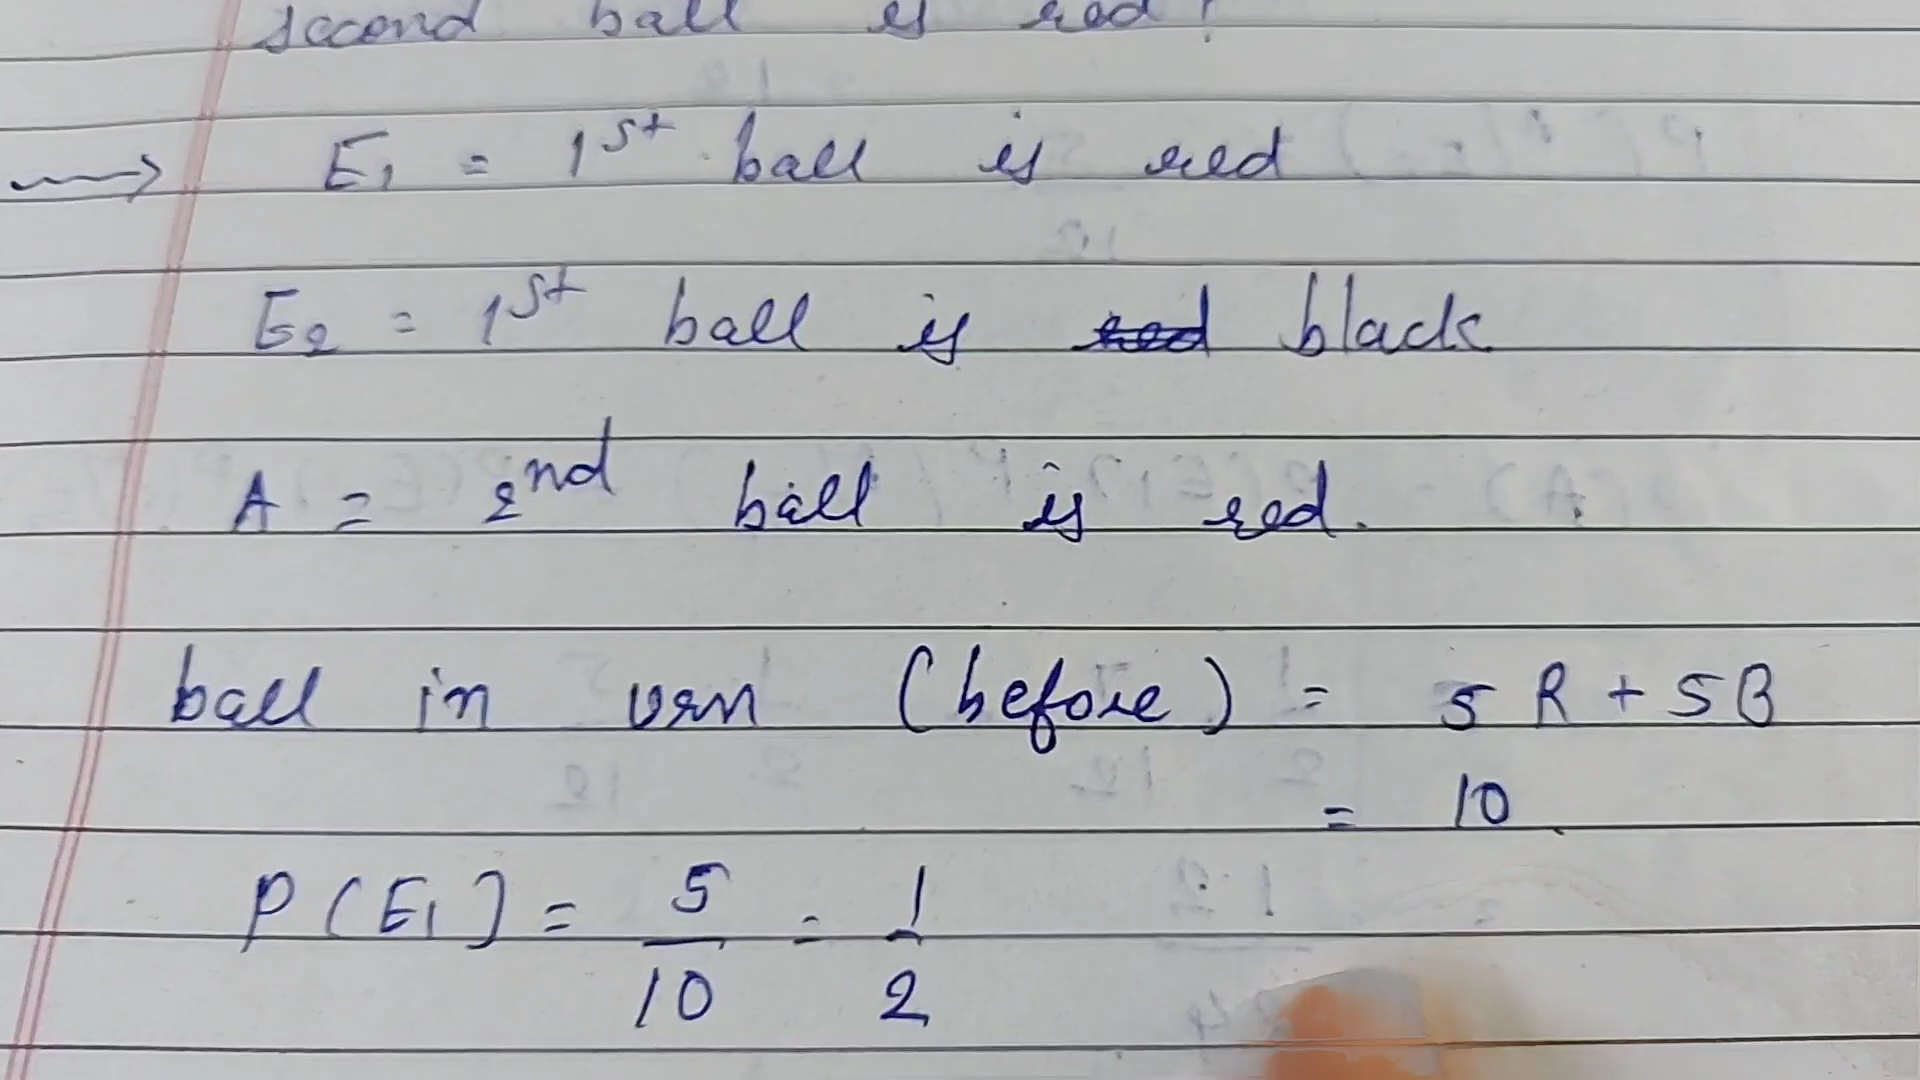 second ball is red?
E1 = 1st ball is red
E2 = 1st ball is red black
A = 2nd ball is red.
ball in urn (before) = 5 R + 5B
= 10
P(E1) = 5/10 = 1/2